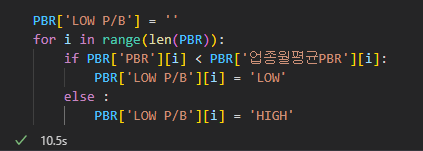 PBR['LOW P/B'] = ''
for i in range(len(PBR)):
    if PBR['PBR'][i] < PBR['업종월평균PBR'][i]:
        PBR['LOW P/B'][i] = 'LOW'
    else :
        PBR['LOW P/B'][i] = 'HIGH'
✓ 10.5s